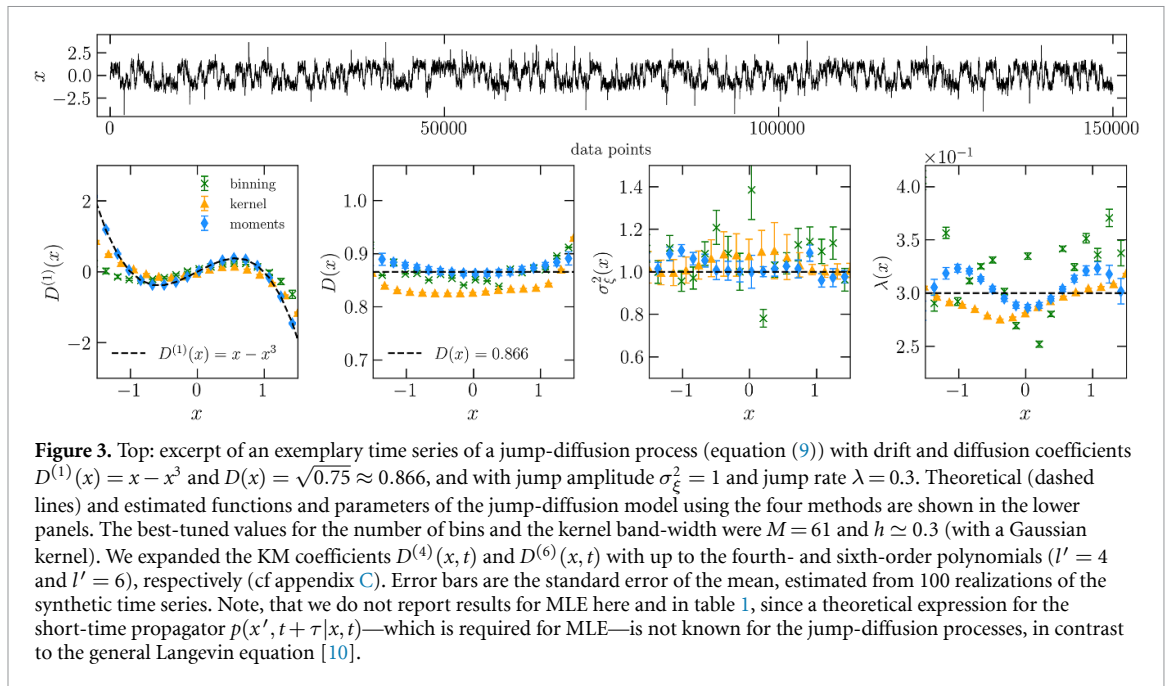 x
2.5
0.0
−2.5
0
50000
100000
150000
data points
D(1)(x)
2
0
−2
binning
kernel
moments
D(1)(x) = x − x3
−1
0
1
x
D(x)
1.0
0.9
0.8
0.7
D(x) = 0.866
−1
0
1
x
σ2ξ(x)
1.4
1.2
1.0
0.8
0.6
−1
0
1
x
×10−1
λ(x)
4.0
3.5
3.0
2.5
−1
0
1
x
Figure 3. Top: excerpt of an exemplary time series of a jump-diffusion process (equation (9)) with drift and diffusion coefficients
D(1)(x) = x − x3 and D(x) = √0.75 ≈ 0.866, and with jump amplitude σ2ξ = 1 and jump rate λ = 0.3. Theoretical (dashed
lines) and estimated functions and parameters of the jump-diffusion model using the four methods are shown in the lower
panels. The best-tuned values for the number of bins and the kernel band-width were M = 61 and h ≃ 0.3 (with a Gaussian
kernel). We expanded the KM coefficients D(4)(x, t) and D(6)(x, t) with up to the fourth- and sixth-order polynomials (l′ = 4
and l′ = 6), respectively (cf appendix C). Error bars are the standard error of the mean, estimated from 100 realizations of the
synthetic time series. Note, that we do not report results for MLE here and in table 1, since a theoretical expression for the
short-time propagator p(x′, t + τ|x, t)—which is required for MLE—is not known for the jump-diffusion processes, in contrast
to the general Langevin equation [10].